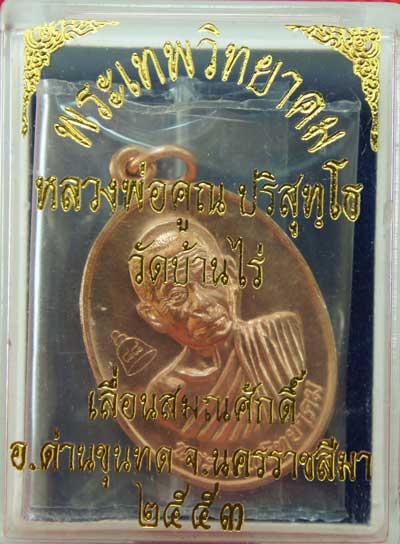 พระเทพวิทยาคม
หลวงพ่อคูณ ปริสุทฺโธ
วัดบ้านไร่
เลื่อนสมณศักดิ์
อ.ด่านขุนทด จ.นครราชสีมา
๒๕๕๓